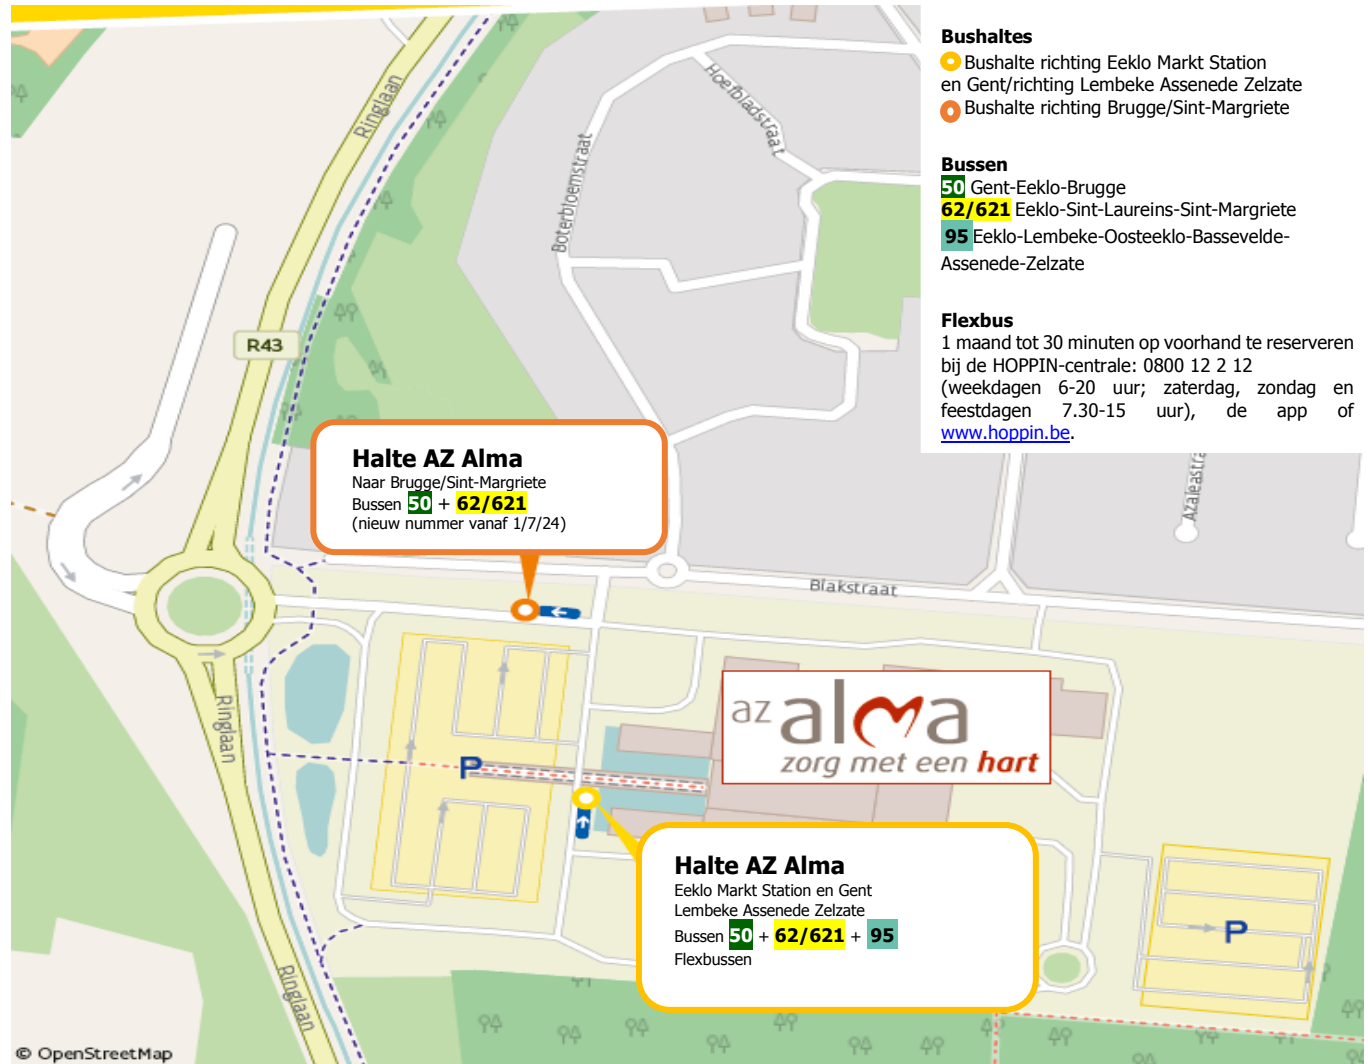 Bushaltes
Bushalte richting Eeklo Markt Station
en Gent/richting Lembeke Assenede Zelzate
Bushalte richting Brugge/Sint-Margriete
Bussen
50 Gent-Eeklo-Brugge
62/621 Eeklo-Sint-Laureins-Sint-Margriete
95 Eeklo-Lembeke-Oosteeklo-Bassevelde-
Assenede-Zelzate
Flexbus
1 maand tot 30 minuten op voorhand te reserveren
bij de HOPPIN-centrale: 0800 12 2 12
(weekdagen 6-20 uur; zaterdag, zondag en
feestdagen 7.30-15 uur), de app of
www.hoppin.be.
Ringlaan
Hoefbladstraat
Boterbloemstraat
R43
Azaleastra
Halte AZ Alma
Naar Brugge/Sint-Margriete
Bussen 50 + 62/621
(nieuw nummer vanaf 1/7/24)
Blakstraat
Ringlaan
az alma
zorg met een hart
P
Halte AZ Alma
Eeklo Markt Station en Gent
Lembeke Assenede Zelzate
Bussen 50 + 62/621 + 95
Flexbussen
P
Ringlaan
© OpenStreetMap